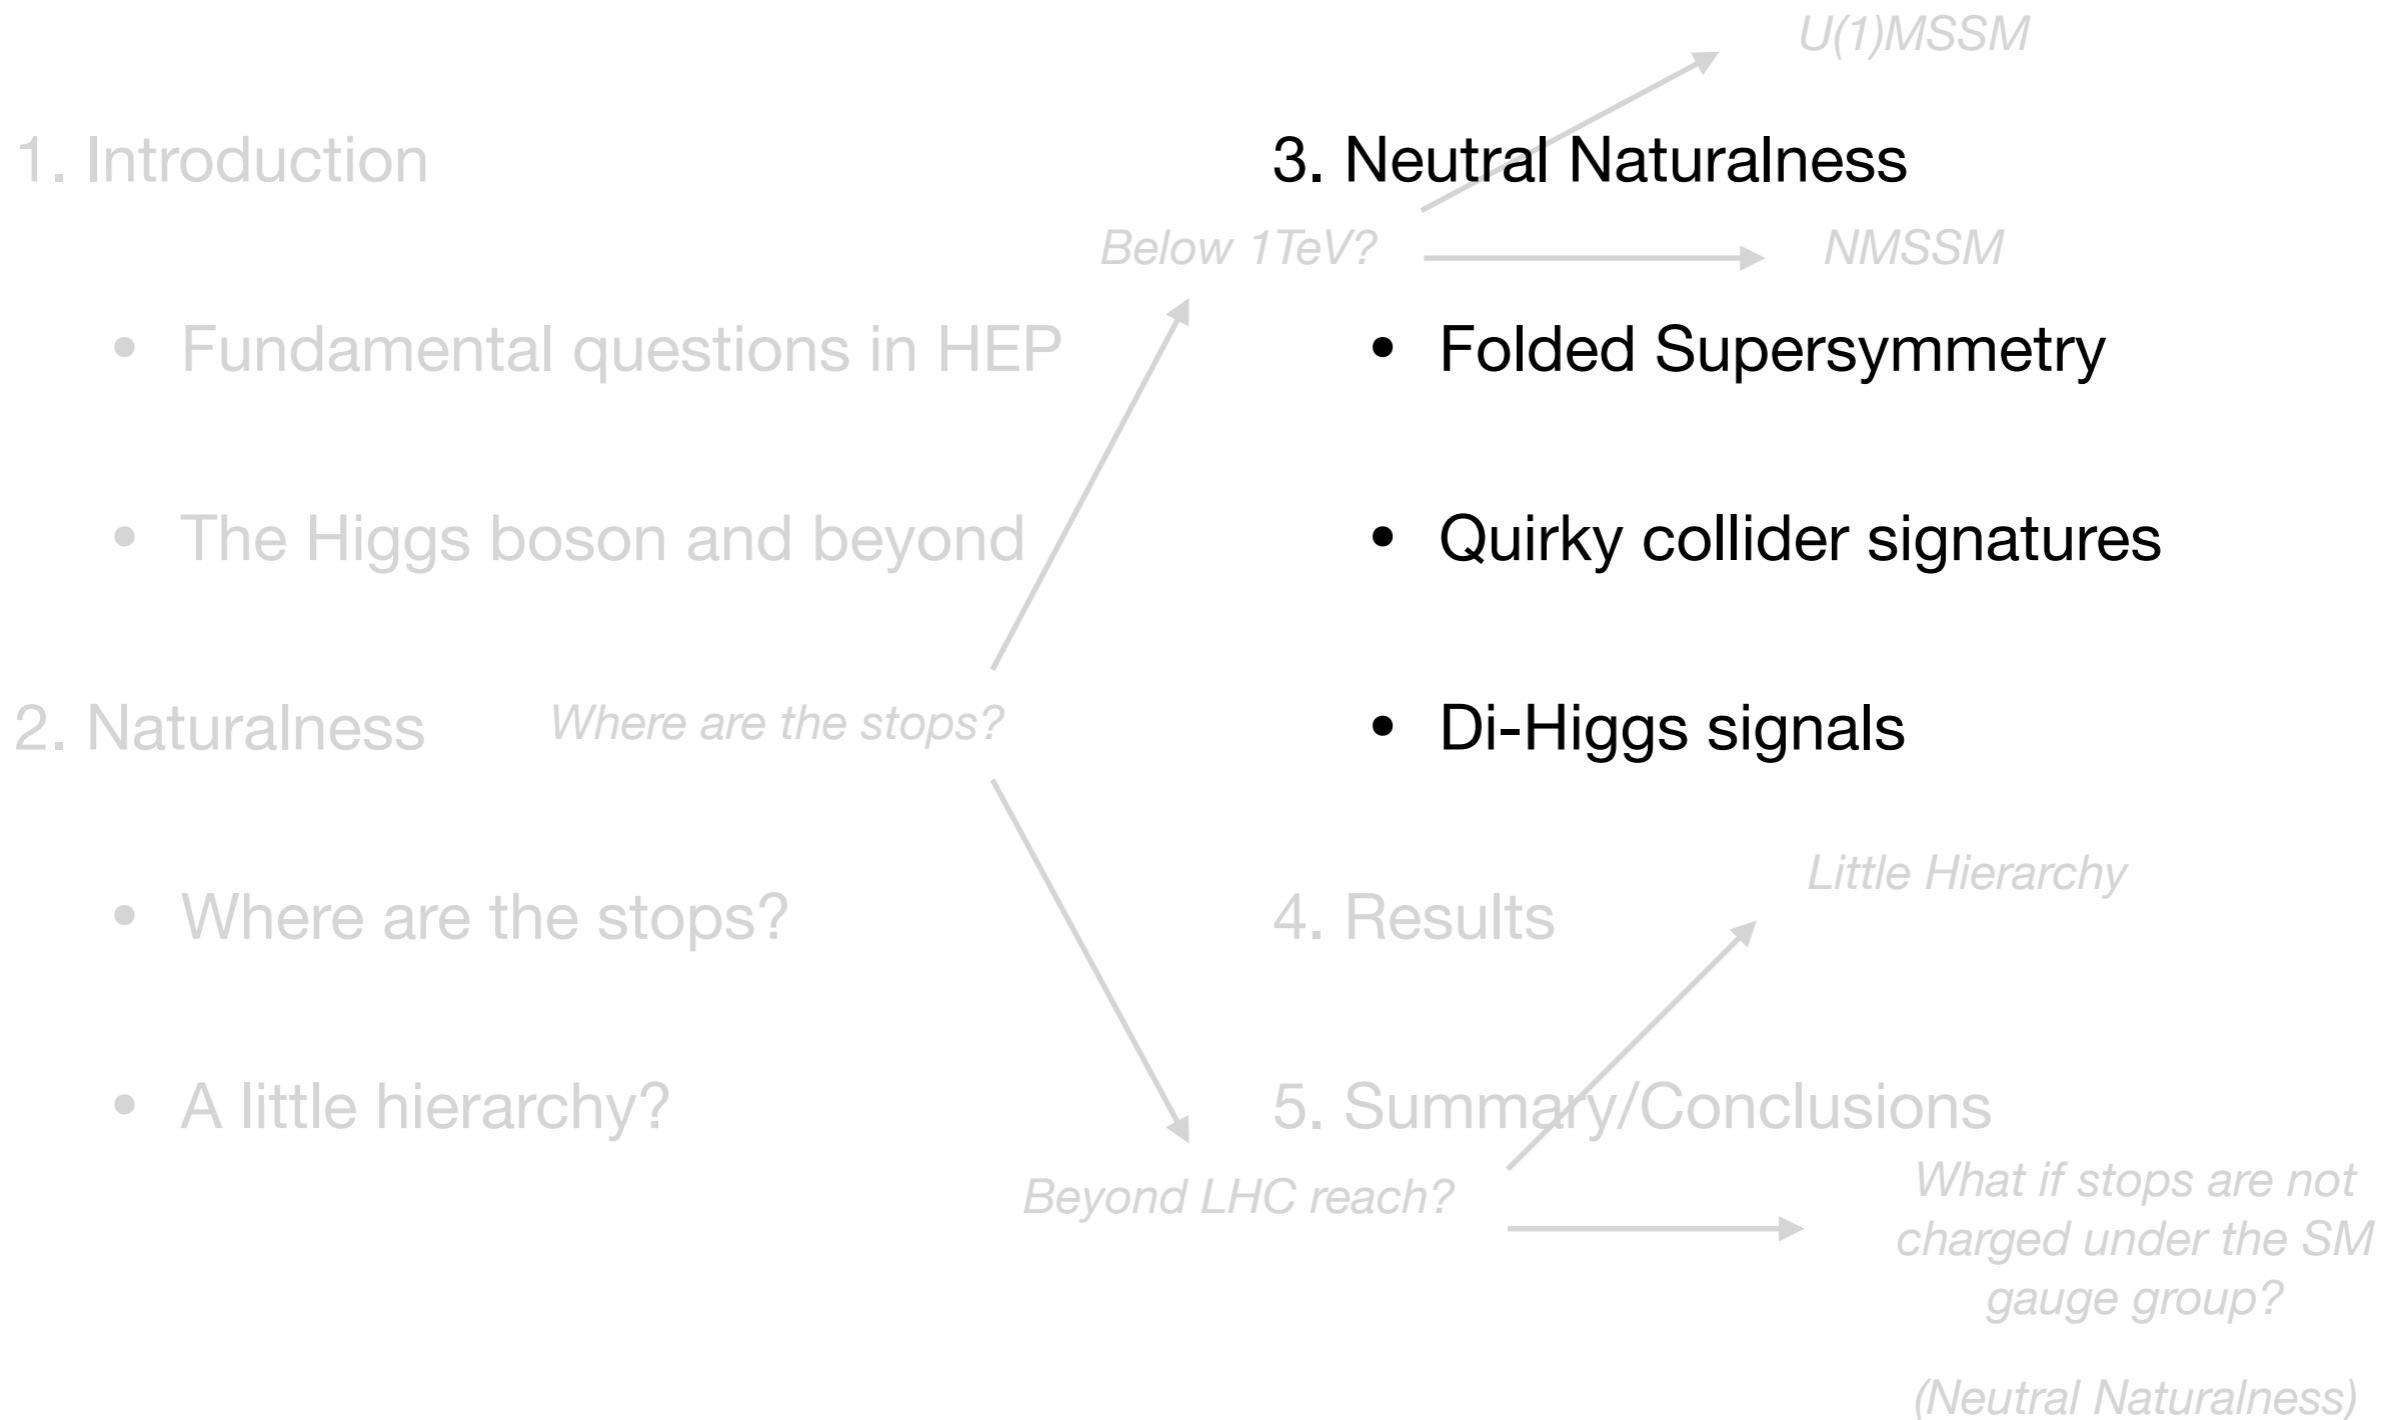 1. Introduction
• Fundamental questions in HEP
• The Higgs boson and beyond
2. Naturalness
Where are the stops?
• Where are the stops?
• A little hierarchy?
U(1)MSSM
3. Neutral Naturalness
Below 1TeV?
NMSSM
• Folded Supersymmetry
• Quirky collider signatures
• Di-Higgs signals
Little Hierarchy
4. Results
5. Summary/Conclusions
Beyond LHC reach?
What if stops are not
charged under the SM
gauge group?
(Neutral Naturalness)